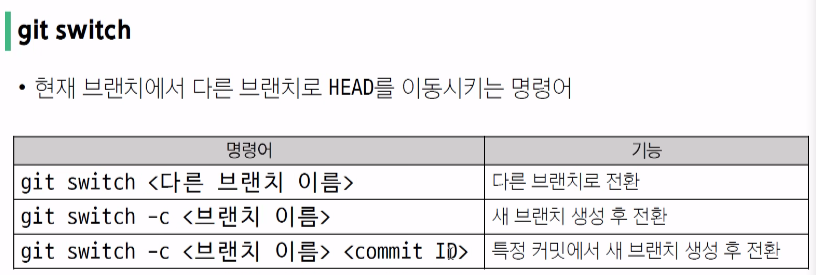 git switch
• 현재 브랜치에서 다른 브랜치로 HEAD를 이동시키는 명령어
명령어 기능
git switch <다른 브랜치 이름> 다른 브랜치로 전환
git switch -c <브랜치 이름> 새 브랜치 생성 후 전환
git switch -c <브랜치 이름> <commit ID> 특정 커밋에서 새 브랜치 생성 후 전환